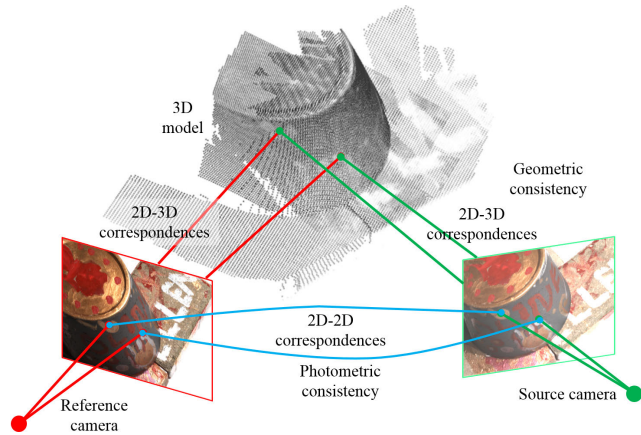 3D
model
Geometric
consistency
2D-3D
correspondences
2D-3D
correspondences
2D-2D
correspondences
Photometric
consistency
Reference
camera
Source camera